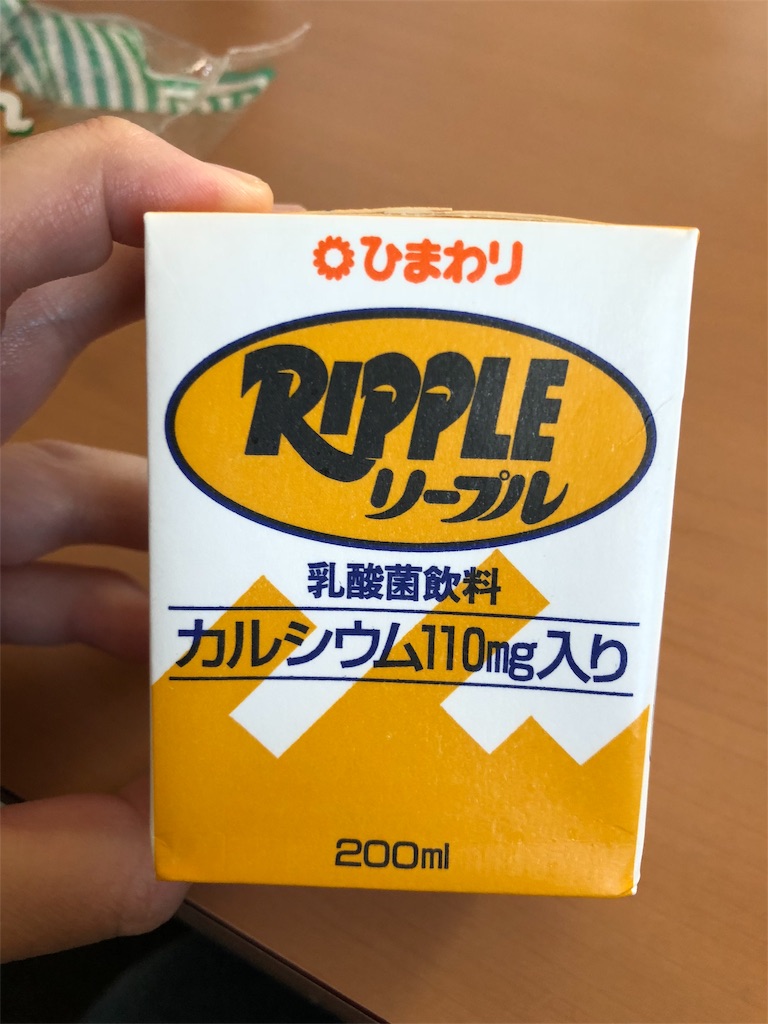 ひまわり
RIPPLE
リープル
乳酸菌飲料
カルシウム110mg入り
200ml